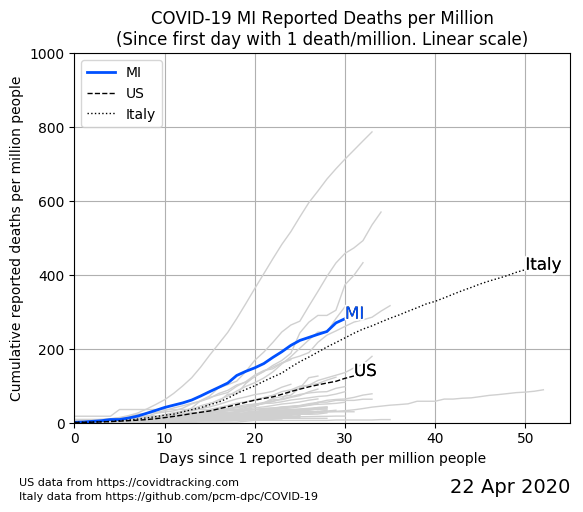 COVID-19 MI Reported Deaths per Million
(Since first day with 1 death/million. Linear scale)
Cumulative reported deaths per million people
1000
800
600
400
200
0
MI
US
Italy
Italy
MI
US
0 10 20 30 40 50
Days since 1 reported death per million people
US data from https://covidtracking.com
Italy data from https://github.com/pcm-dpc/COVID-19
22 Apr 2020